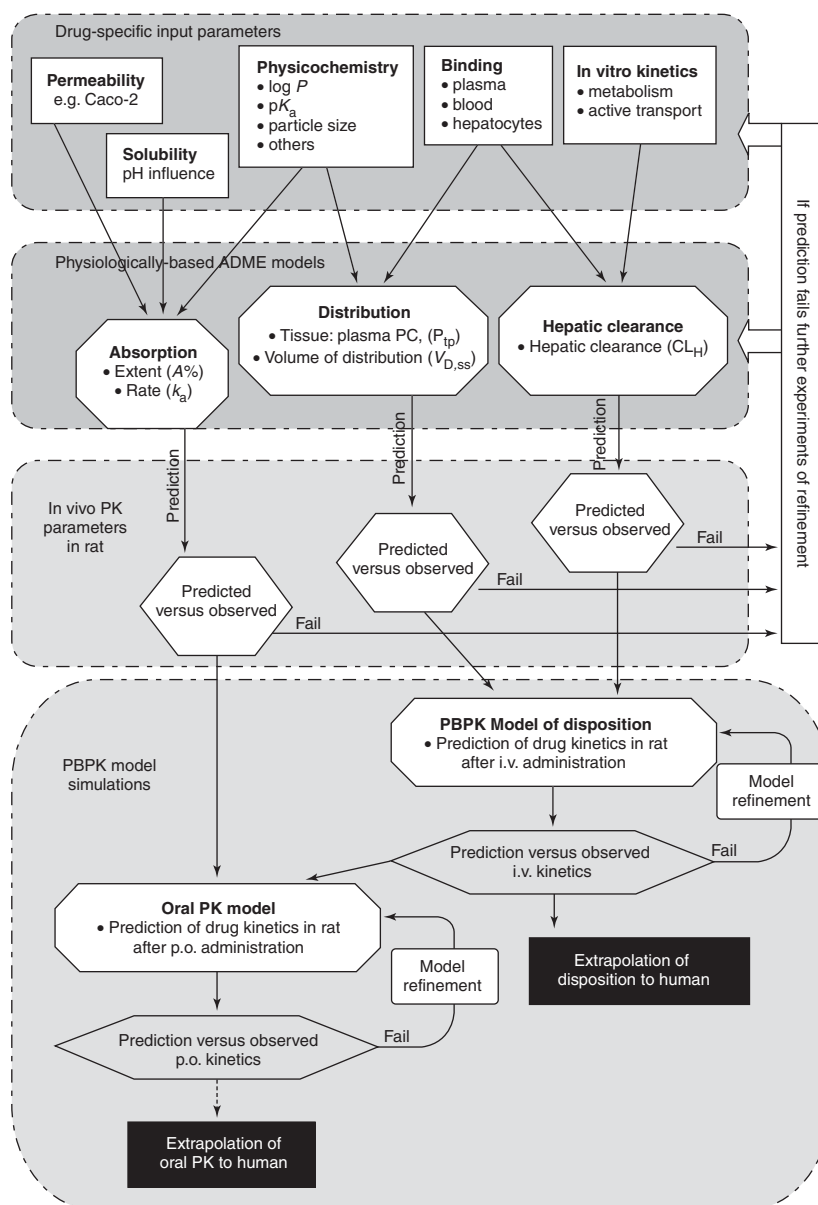 Drug-specific input parameters
Permeability
e.g. Caco-2
Solubility
pH influence
Physicochemistry
• log P
• pKa
• particle size
• others
Binding
• plasma
• blood
• hepatocytes
In vitro kinetics
• metabolism
• active transport
If prediction fails further experiments of refinement
Physiologically-based ADME models
Absorption
• Extent (A%)
• Rate (ka)
Distribution
• Tissue: plasma PC, (Ptp)
• Volume of distribution (VD,ss)
Hepatic clearance
• Hepatic clearance (CLH)
Prediction
Prediction
Prediction
In vivo PK
parameters
in rat
Predicted
versus observed
Fail
Predicted
versus observed
Fail
Predicted
versus observed
Fail
PBPK model
simulations
PBPK Model of disposition
• Prediction of drug kinetics in rat
after i.v. administration
Model
refinement
Prediction versus observed
i.v. kinetics
Fail
Oral PK model
• Prediction of drug kinetics in rat
after p.o. administration
Model
refinement
Extrapolation of
disposition to human
Prediction versus observed
p.o. kinetics
Fail
Extrapolation of
oral PK to human